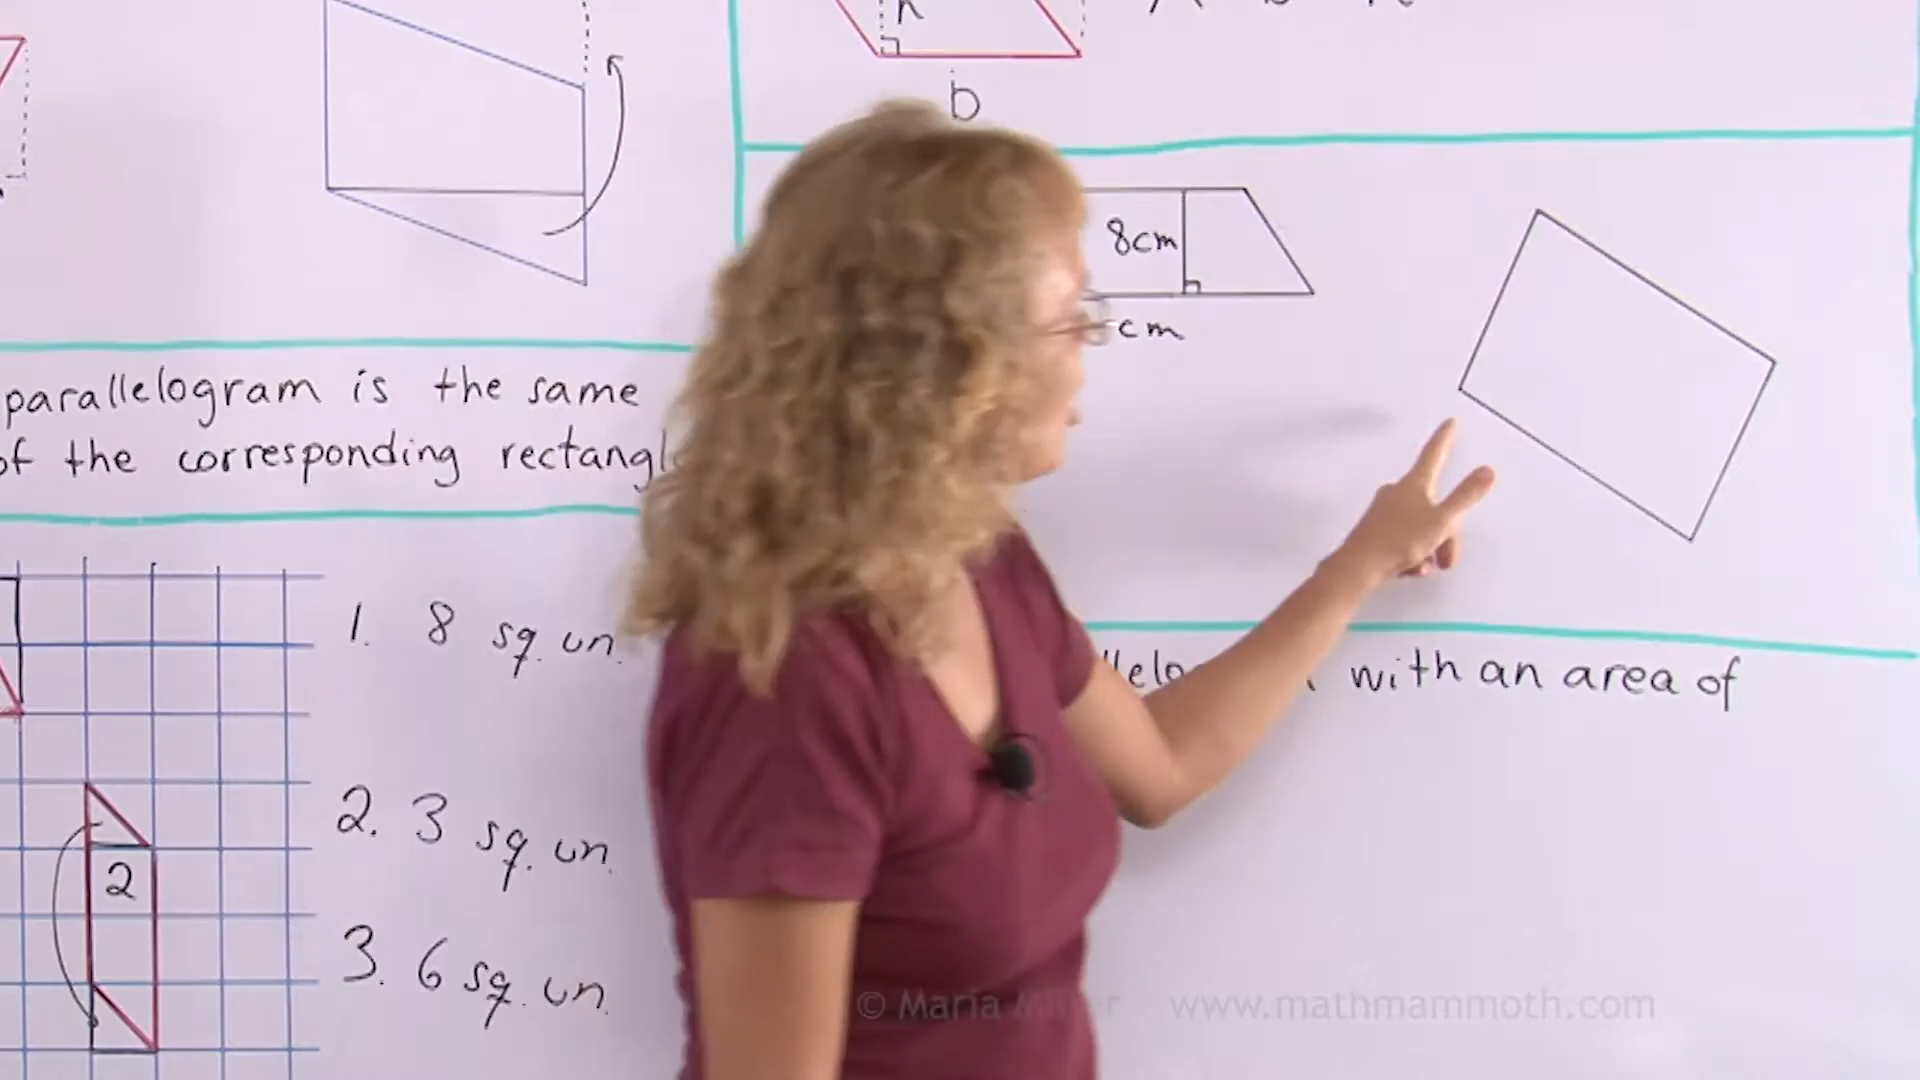 h
b
8cm
cm
parallelogram is the same
of the corresponding
1. 8 sq. un.
with an area of
2. 3 sq. un.
2
3. 6 sq. un.
© Maria Miller www.mathmammoth.com